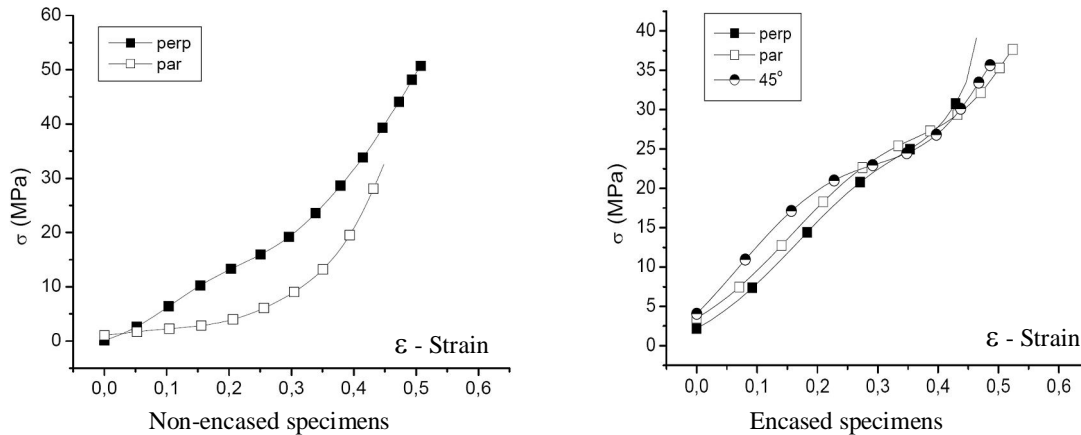 60
50
40
30
20
10
0
σ (MPa)
perp
par
ε - Strain
0,0 0,1 0,2 0,3 0,4 0,5 0,6
Non-encased specimens
40
35
30
25
20
15
10
5
0
σ (MPa)
perp
par
45°
ε - Strain
0,0 0,1 0,2 0,3 0,4 0,5 0,6
Encased specimens